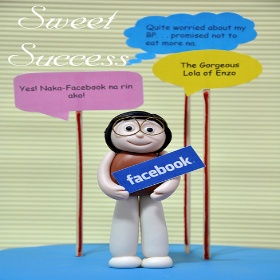 Sweet
Success
Quite worried about my
BP. . . promised not to
eat more na.
The Gorgeous
Lola of Enzo
Yes! Naka-Facebook na rin
ako!
facebook